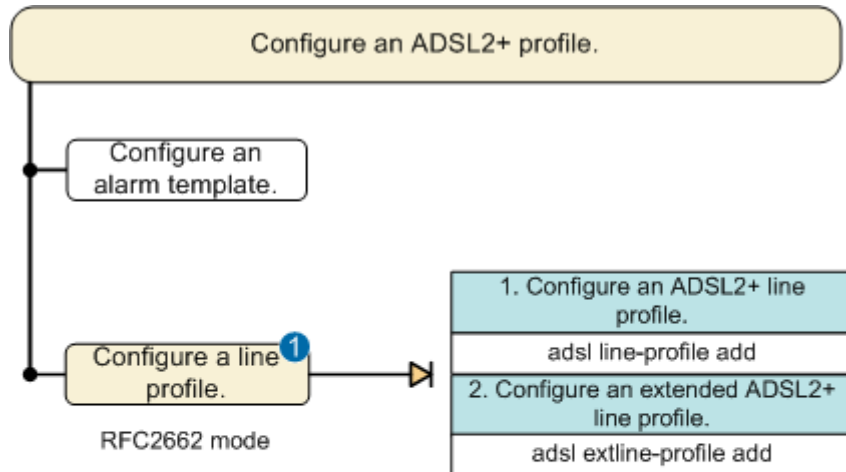 Configure an ADSL2+ profile.
Configure an
alarm template.
Configure a line
profile.
1
RFC2662 mode
1. Configure an ADSL2+ line
profile.
adsl line-profile add
2. Configure an extended ADSL2+
line profile.
adsl extline-profile add